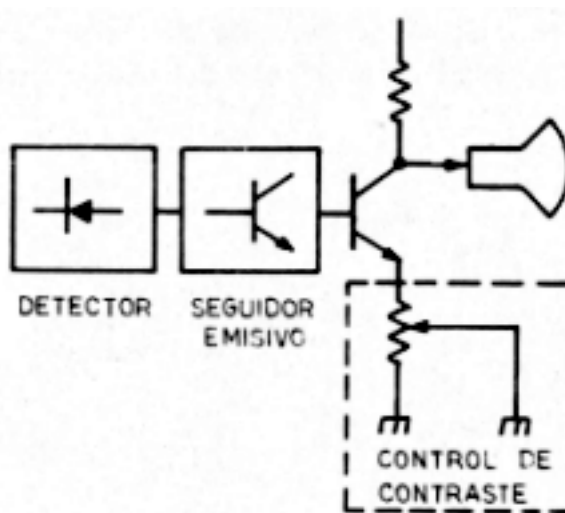 DETECTOR
SEGUIDOR
EMISIVO
CONTROL DE
CONTRASTE